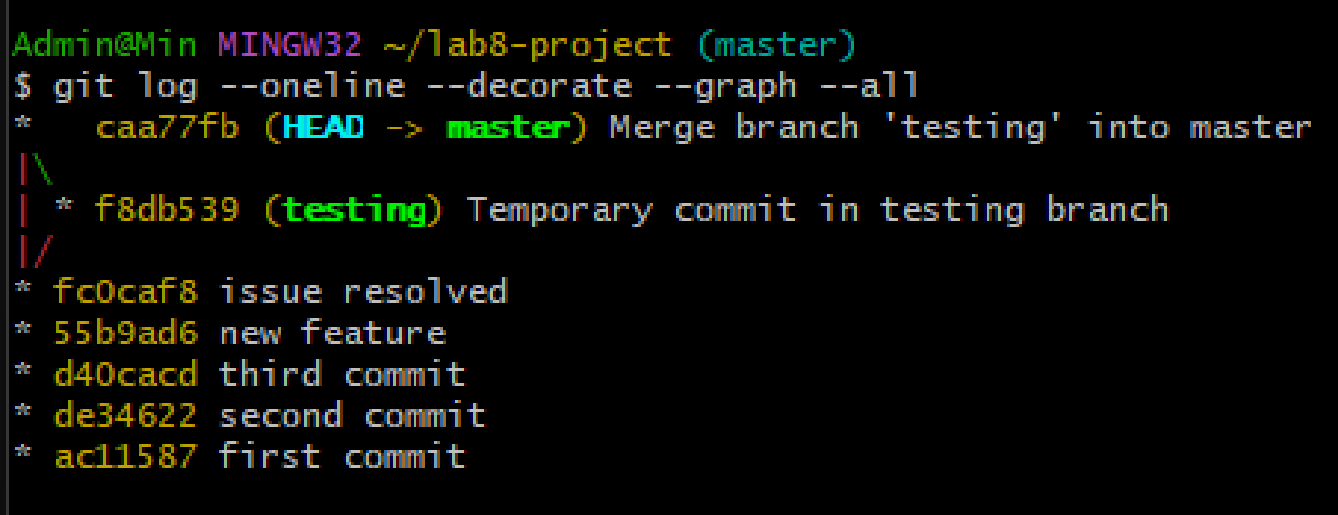 Admin@Min MINGW32 ~/lab8-project (master)
$ git log --oneline --decorate --graph --all
*   caa77fb (HEAD -> master) Merge branch 'testing' into master
|\
| * f8db539 (testing) Temporary commit in testing branch
|/
* fc0caf8 issue resolved
* 55b9ad6 new feature
* d40cacd third commit
* de34622 second commit
* ac11587 first commit